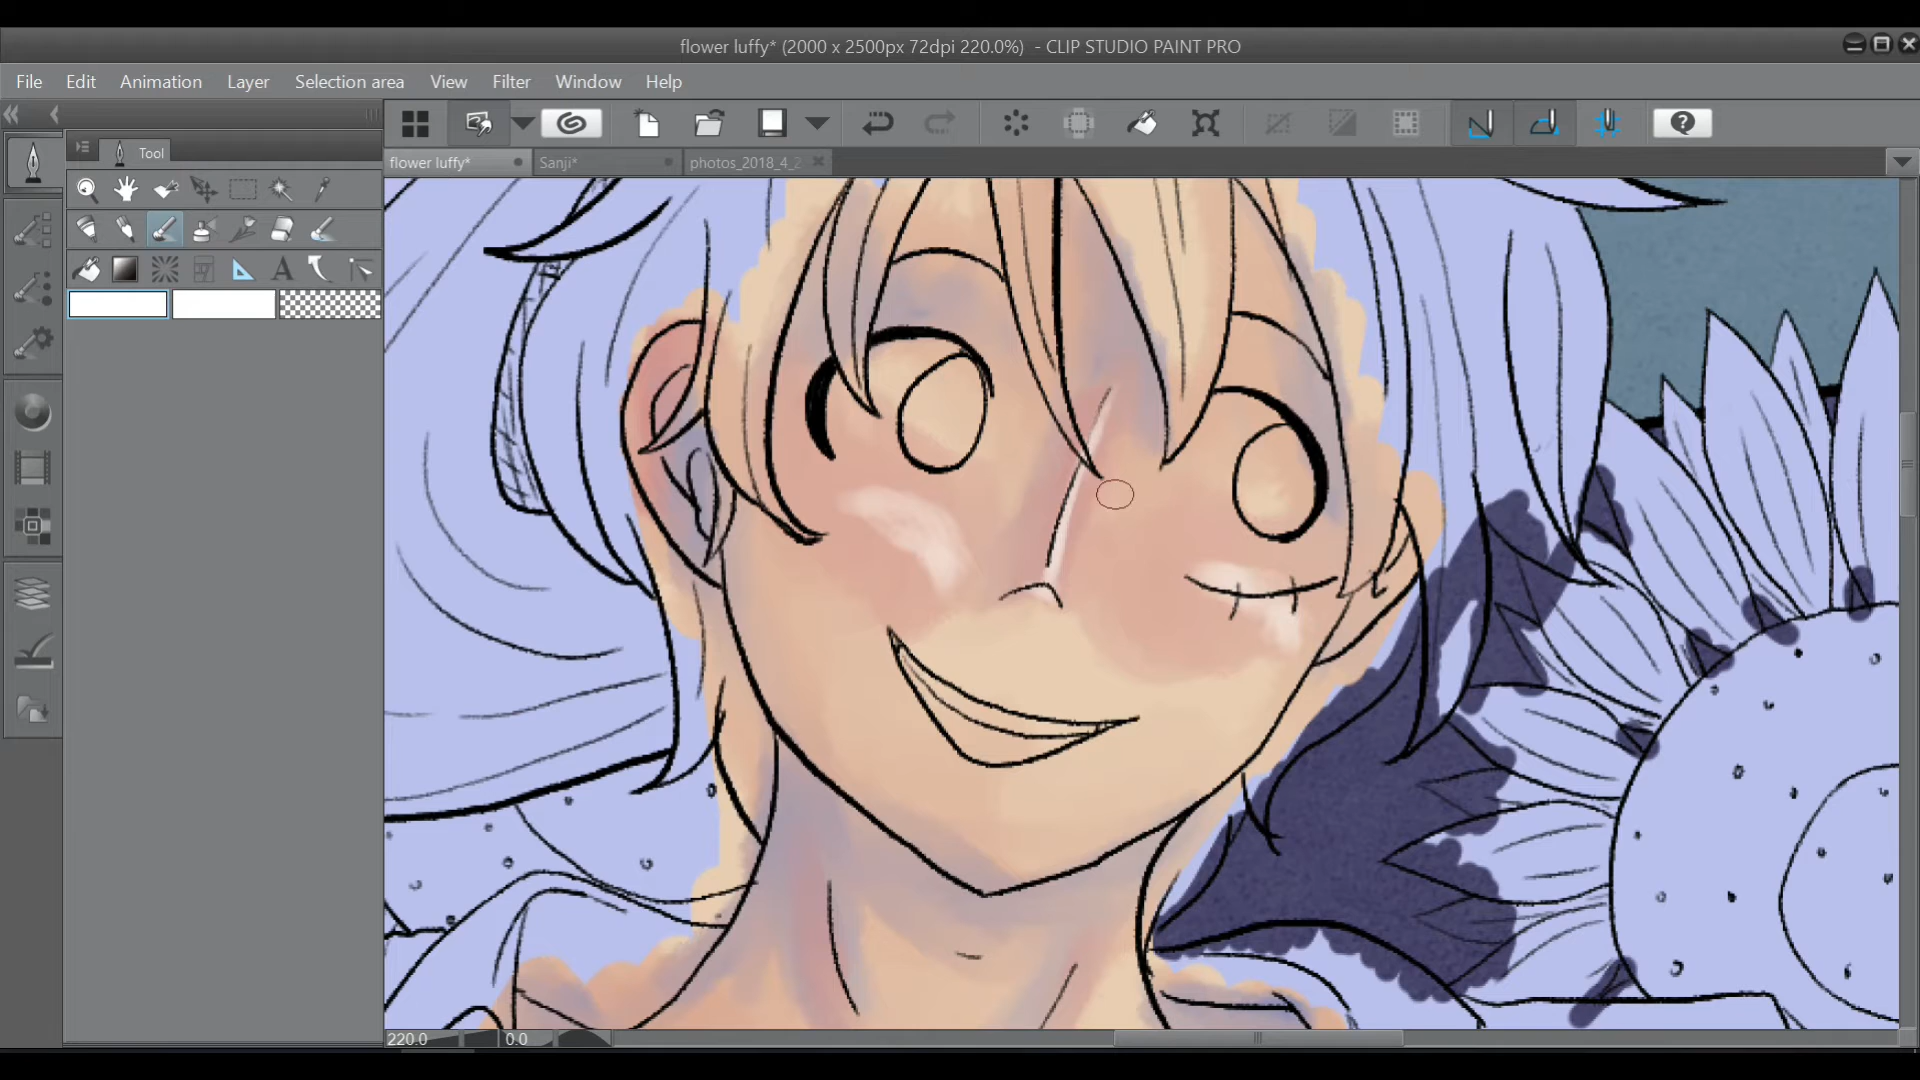 flower luffy* (2000 x 2500px 72dpi 220.0%) - CLIP STUDIO PAINT PRO
File Edit Animation Layer Selection area View Filter Window Help
Tool
flower luffy* Sanji* photos_2018_4_2
220.0 0.0